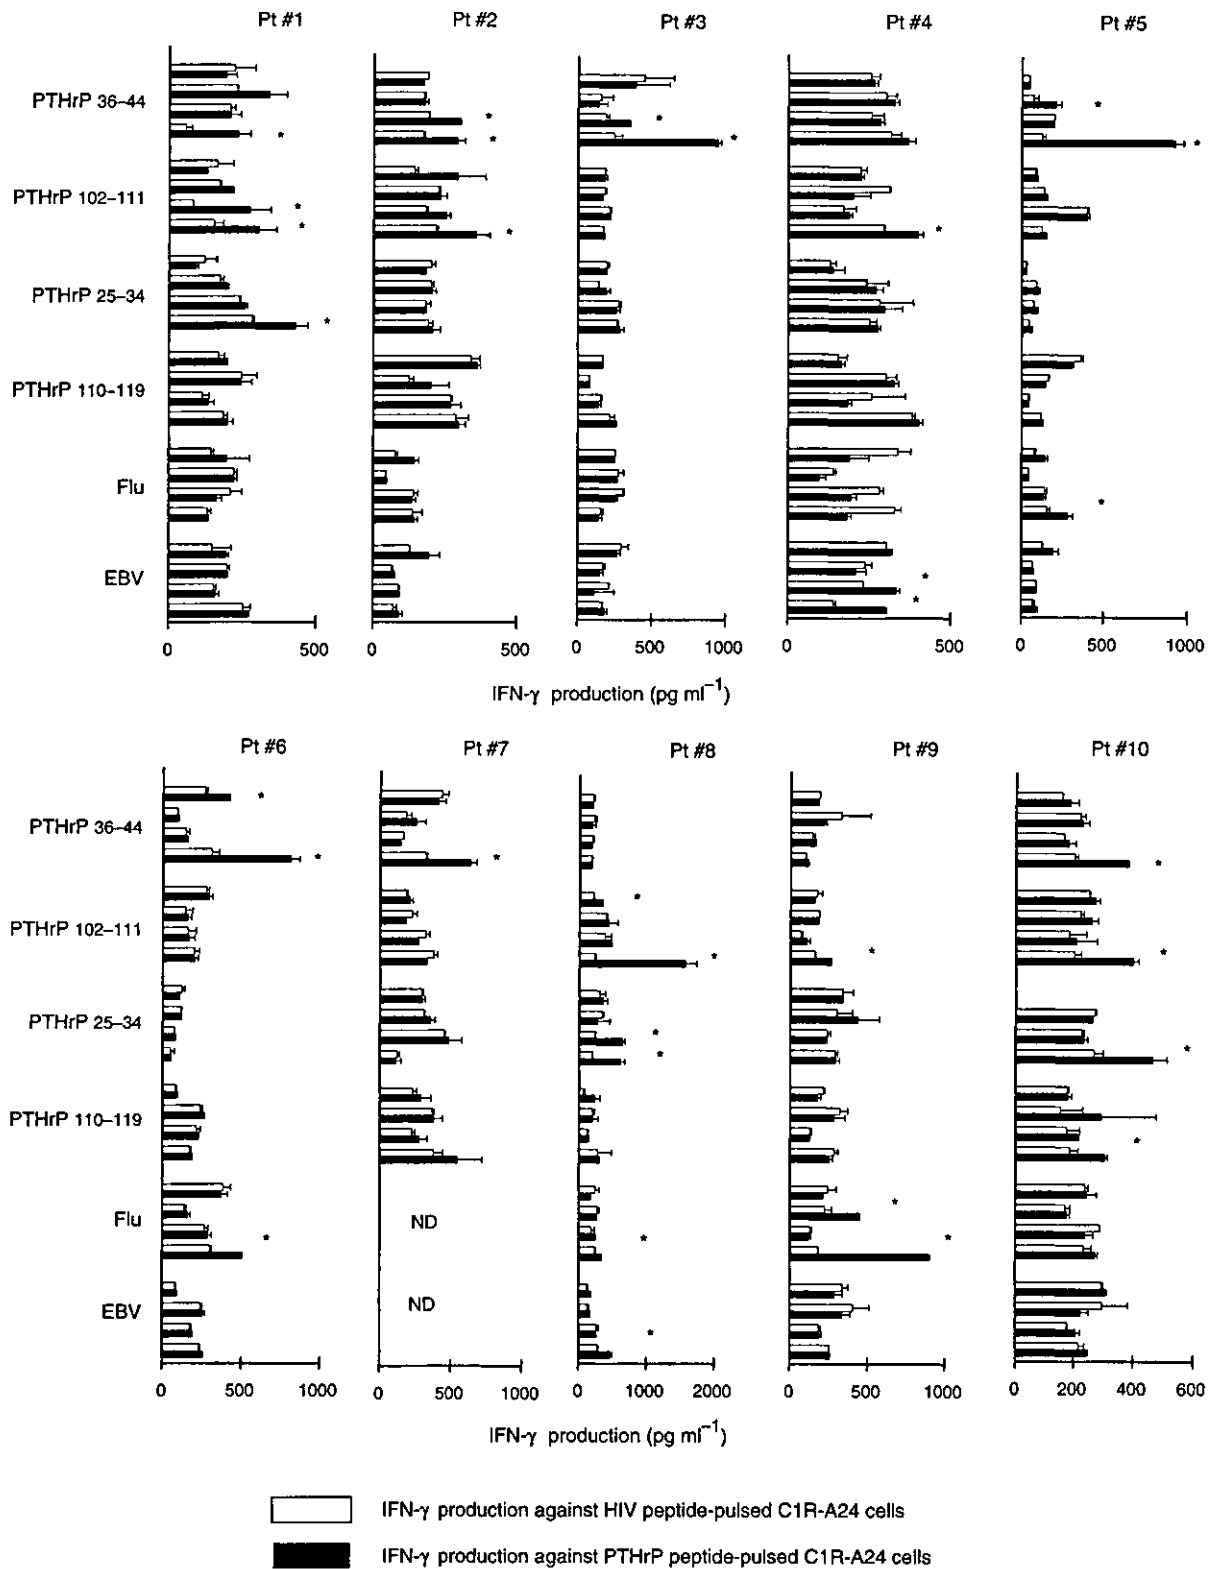 Pt #1 Pt #2 Pt #3 Pt #4 Pt #5
PTHrP 36–44
* * * * *
* * *
PTHrP 102–111
* * * *
*
PTHrP 25–34
*
PTHrP 110–119
Flu
*
EBV
*
*
0 500 0 500 0 500 1000 0 500 0 500 1000
IFN-γ production (pg ml⁻¹)
Pt #6 Pt #7 Pt #8 Pt #9 Pt #10
*
PTHrP 36–44
* * *
PTHrP 102–111
*
* * *
PTHrP 25–34
* *
*
PTHrP 110–119
*
Flu ND
* * * *
EBV ND
*
0 500 1000 0 500 1000 0 1000 2000 0 500 1000 0 200 400 600
IFN-γ production (pg ml⁻¹)
IFN-γ production against HIV peptide-pulsed C1R-A24 cells
IFN-γ production against PTHrP peptide-pulsed C1R-A24 cells